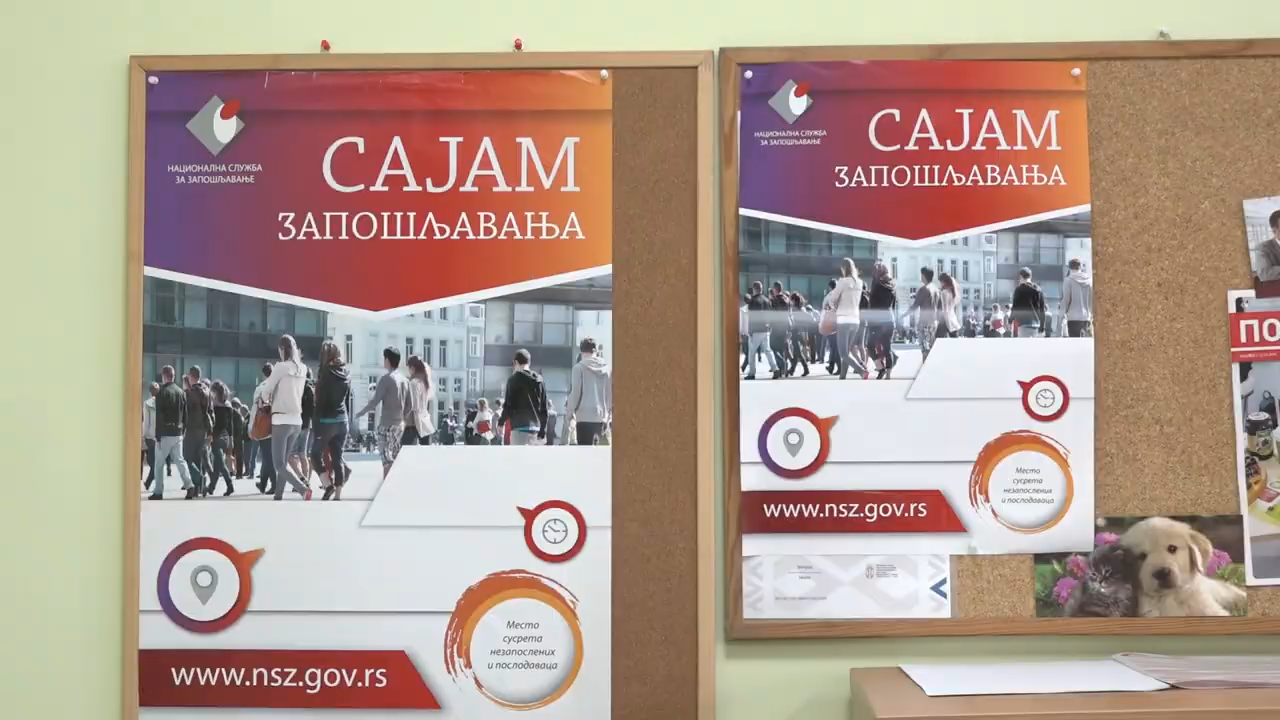 НАЦИОНАЛНА СЛУЖБА
ЗА ЗАПОШЉАВАЊЕ
САЈАМ
ЗАПОШЉАВАЊА
Место
сусрета
незапослених
и послодаваца
www.nsz.gov.rs
НАЦИОНАЛНА СЛУЖБА
ЗА ЗАПОШЉАВАЊЕ
САЈАМ
ЗАПОШЉАВАЊА
Место
сусрета
незапослених
и послодаваца
www.nsz.gov.rs